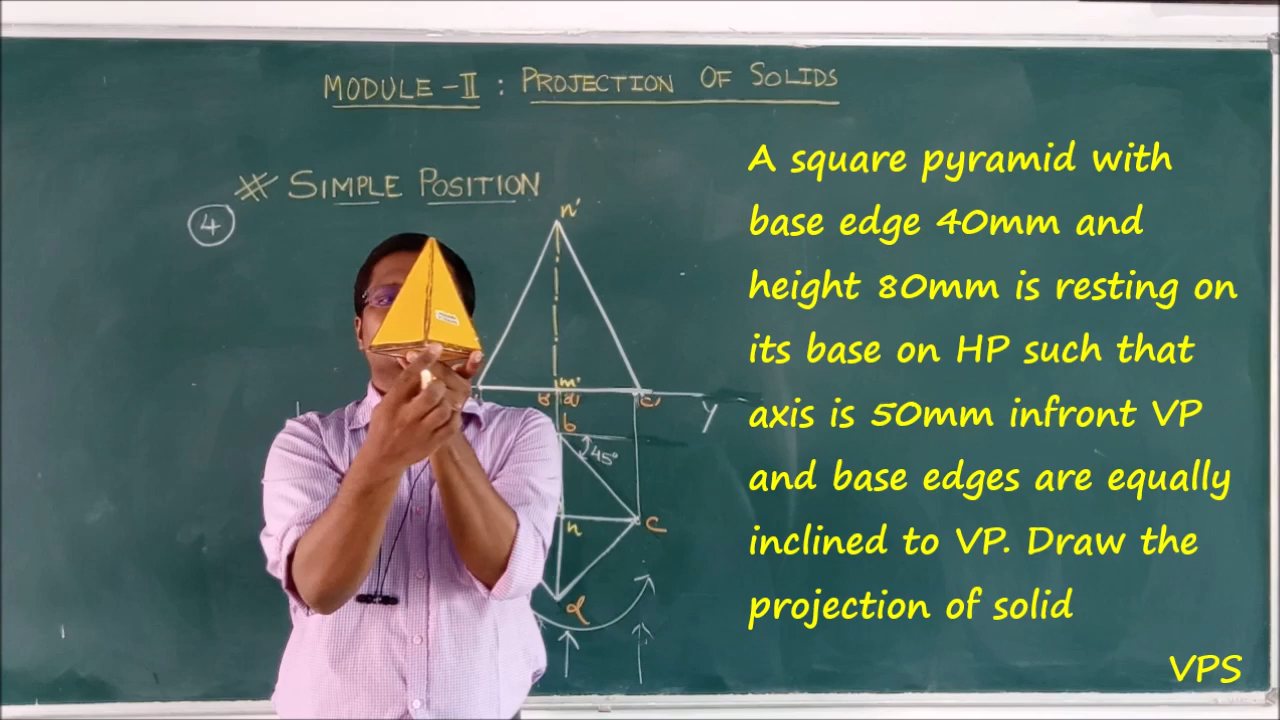 MODULE - II : PROJECTION OF SOLIDS
# SIMPLE POSITION
4
n'
m'
d'
c'
y
b
45°
n
c
d
A square pyramid with
base edge 40mm and
height 80mm is resting on
its base on HP such that
axis is 50mm infront VP
and base edges are equally
inclined to VP. Draw the
projection of solid
VPS